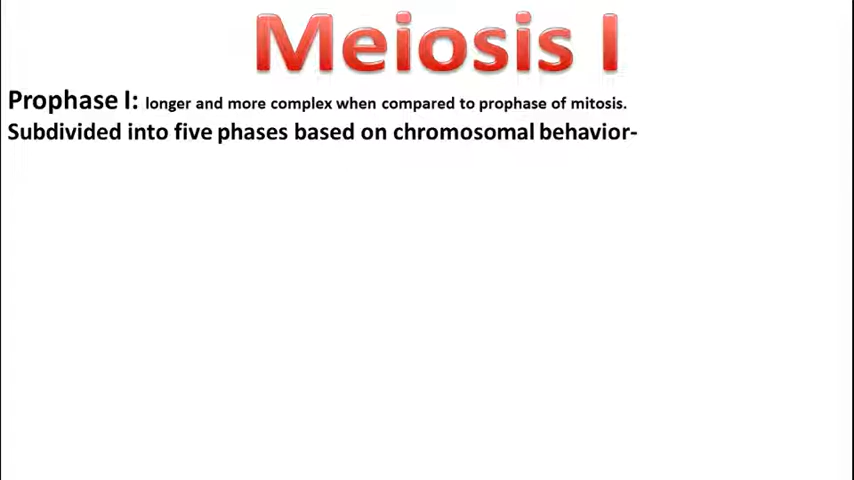 Meiosis I
Prophase I: longer and more complex when compared to prophase of mitosis.
Subdivided into five phases based on chromosomal behavior-